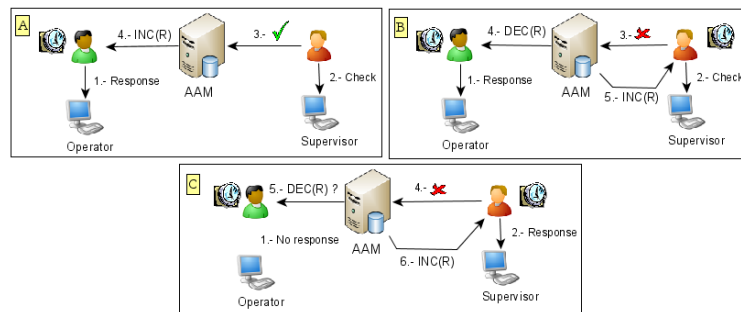 A
4.- INC(R)
3.-
1.- Response
2.- Check
AAM
Operator
Supervisor
B
4.- DEC(R)
3.-
1.- Response
2.- Check
AAM
5.- INC(R)
Operator
Supervisor
C
5.- DEC(R) ?
4.-
1.- No response
AAM
2.- Response
6.- INC(R)
Operator
Supervisor